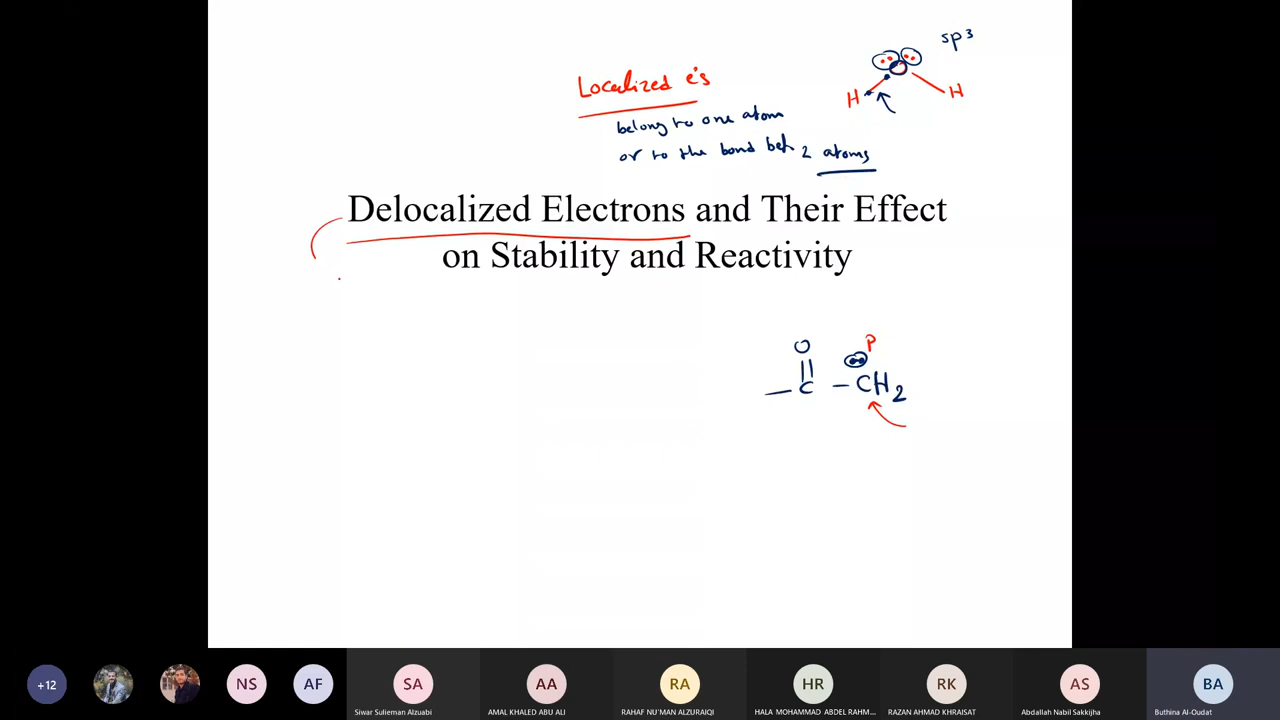 sp3
Localized e's
H
H
belong to one atom
or to the bond bet 2 atoms
Delocalized Electrons and Their Effect
on Stability and Reactivity
O
P
C
CH2
+12
NS
AF
SA
AA
RA
HR
RK
AS
BA
Siwar Sulieman Alzuabi
AMAL KHALED ABU ALI
RAHAF NU'MAN ALZURAIQI
HALA MOHAMMAD ABDEL RAHM...
RAZAN AHMAD KHRAISAT
Abdallah Nabil Sakkijha
Buthina Al-Oudat